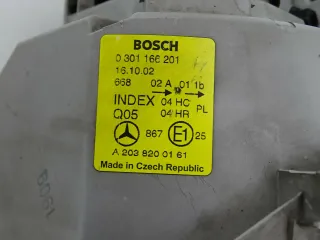 BOSCH
0 301 166 201
16.10.02
668 02 A 01 1b
INDEX 04 HC PL
Q05 04 HR
867 E1 25
A 203 820 01 61
Made in Czech Republic